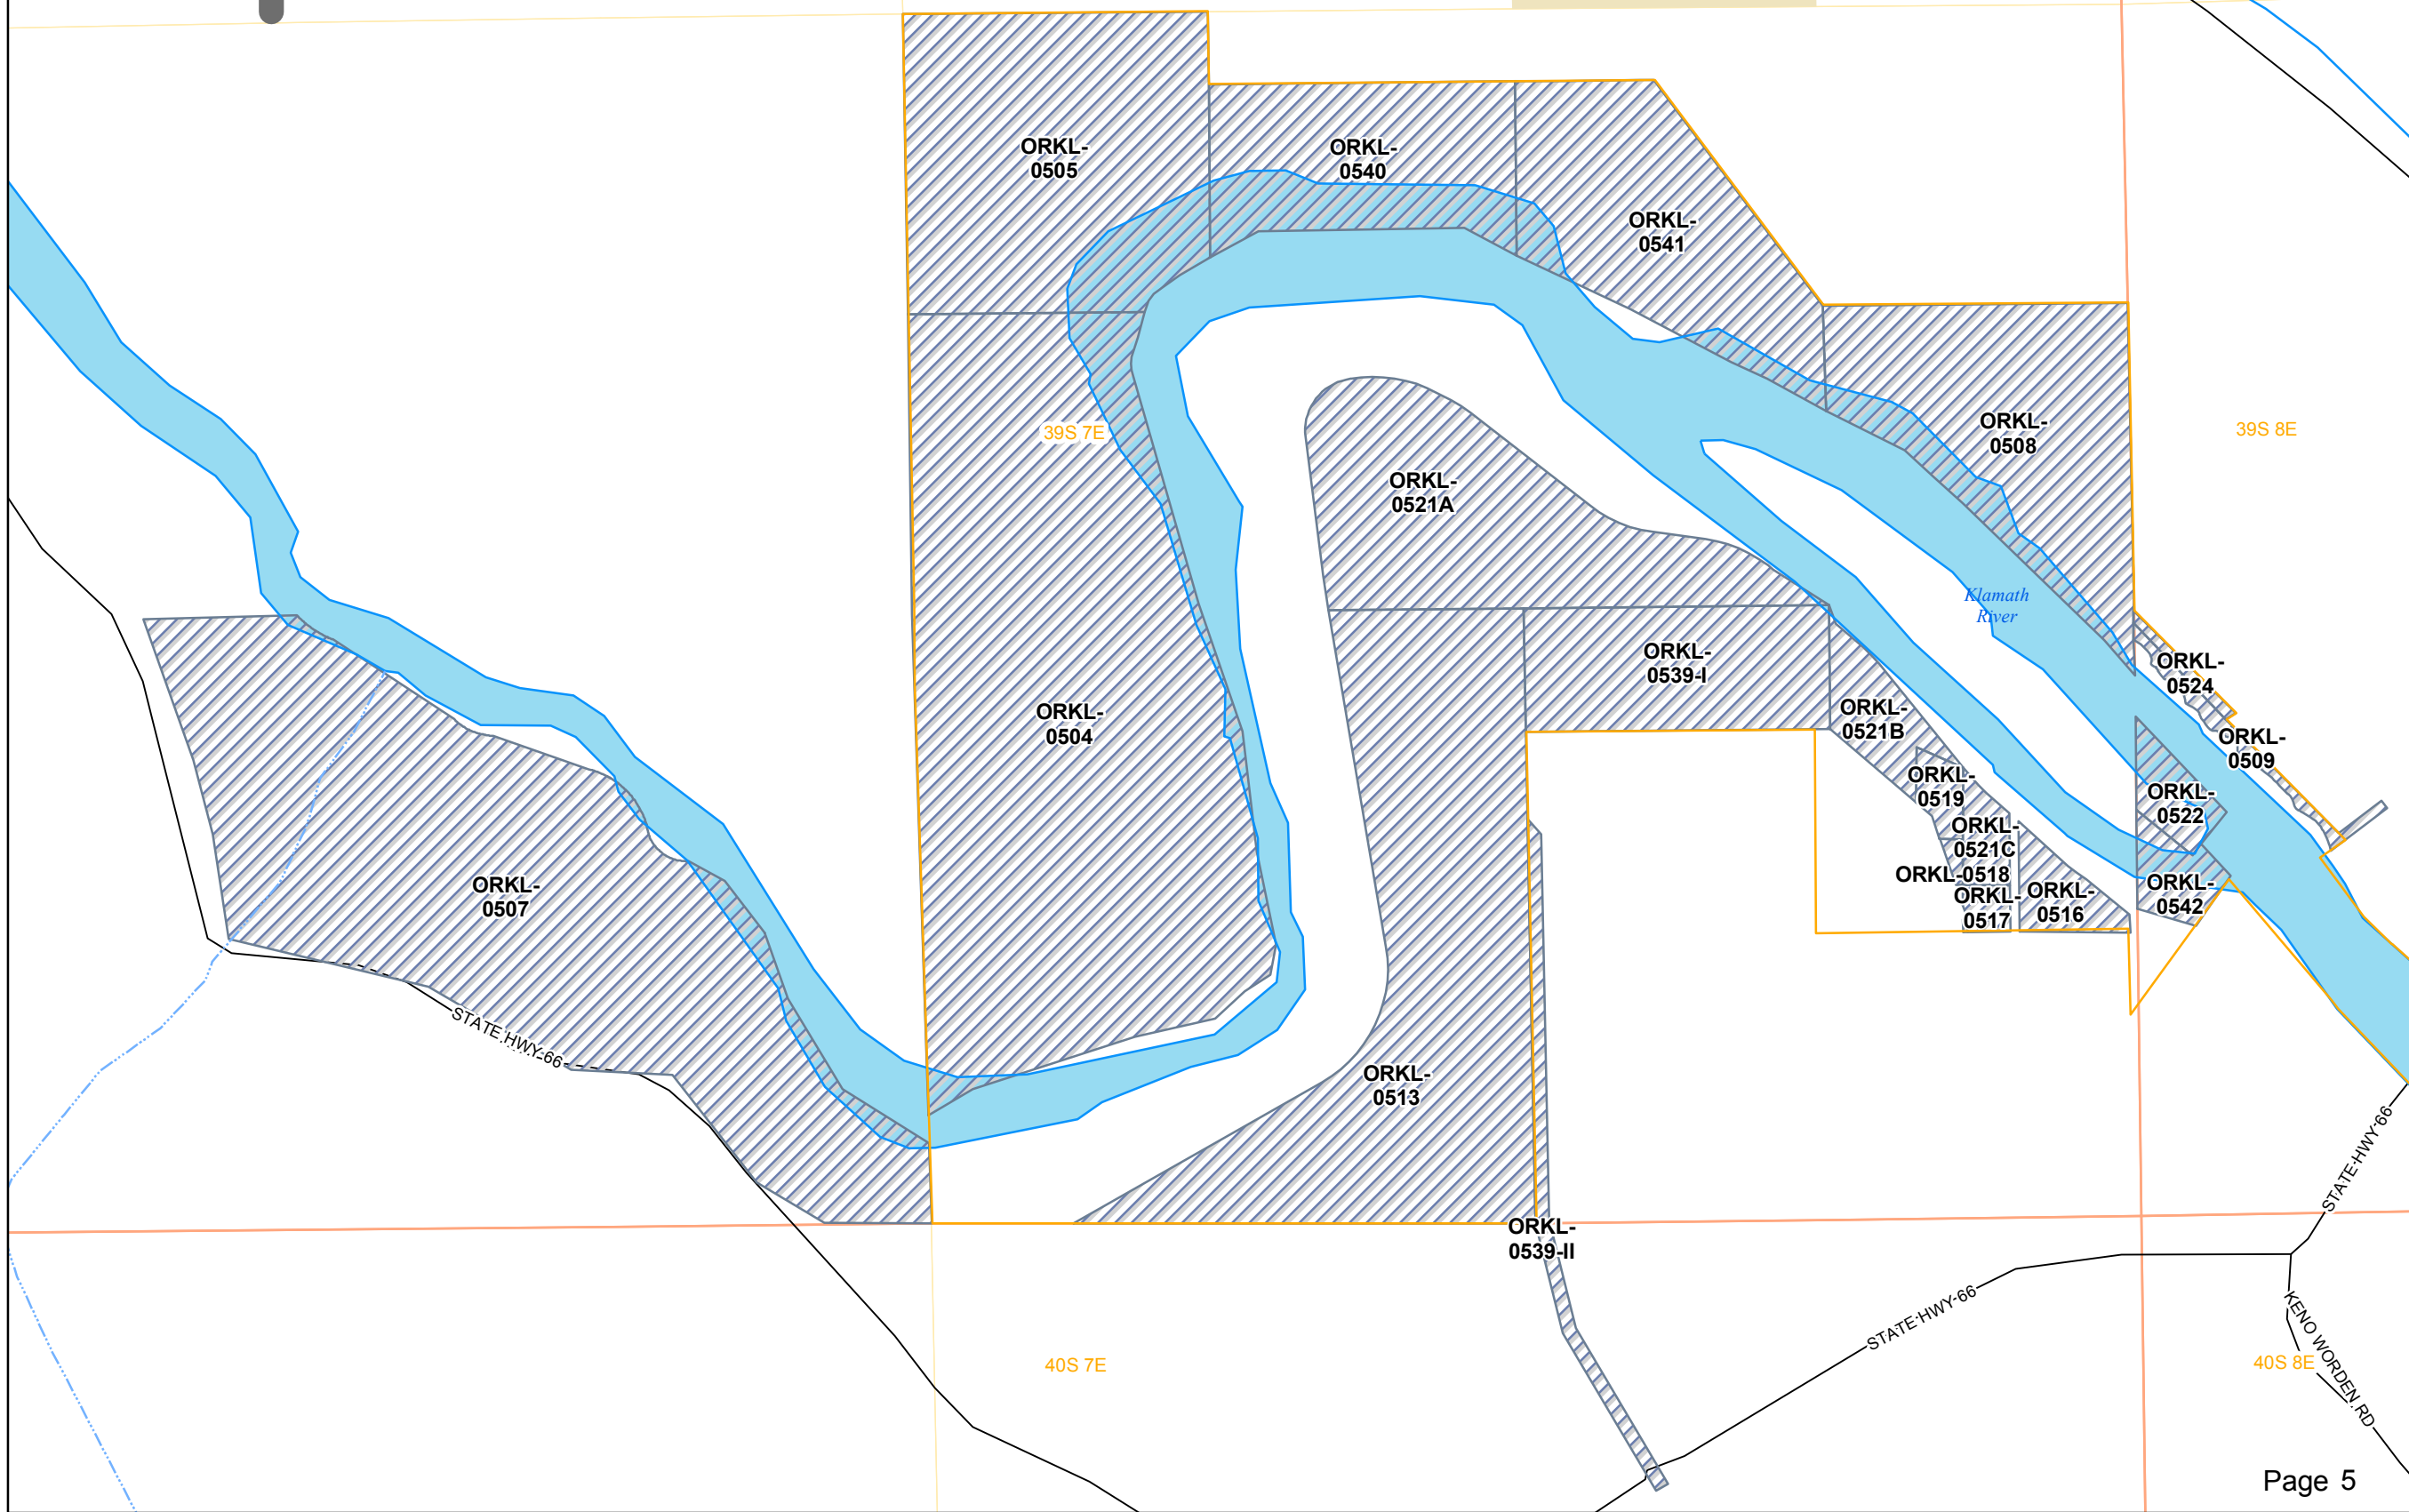 ORKL-
0505
ORKL-
0540
ORKL-
0541
39S 7E
ORKL-
0508
39S 8E
ORKL-
0521A
Klamath
River
ORKL-
0539-I
ORKL-
0524
ORKL-
0504
ORKL-
0521B
ORKL-
0509
ORKL-
0519
ORKL-
0522
ORKL-
0521C
ORKL-0518
ORKL-
0517
ORKL-
0516
ORKL-
0542
ORKL-
0507
STATE HWY-66
ORKL-
0513
STATE HWY-66
ORKL-
0539-II
STATE HWY-66
KENO WORDEN RD
40S 7E
40S 8E
Page 5